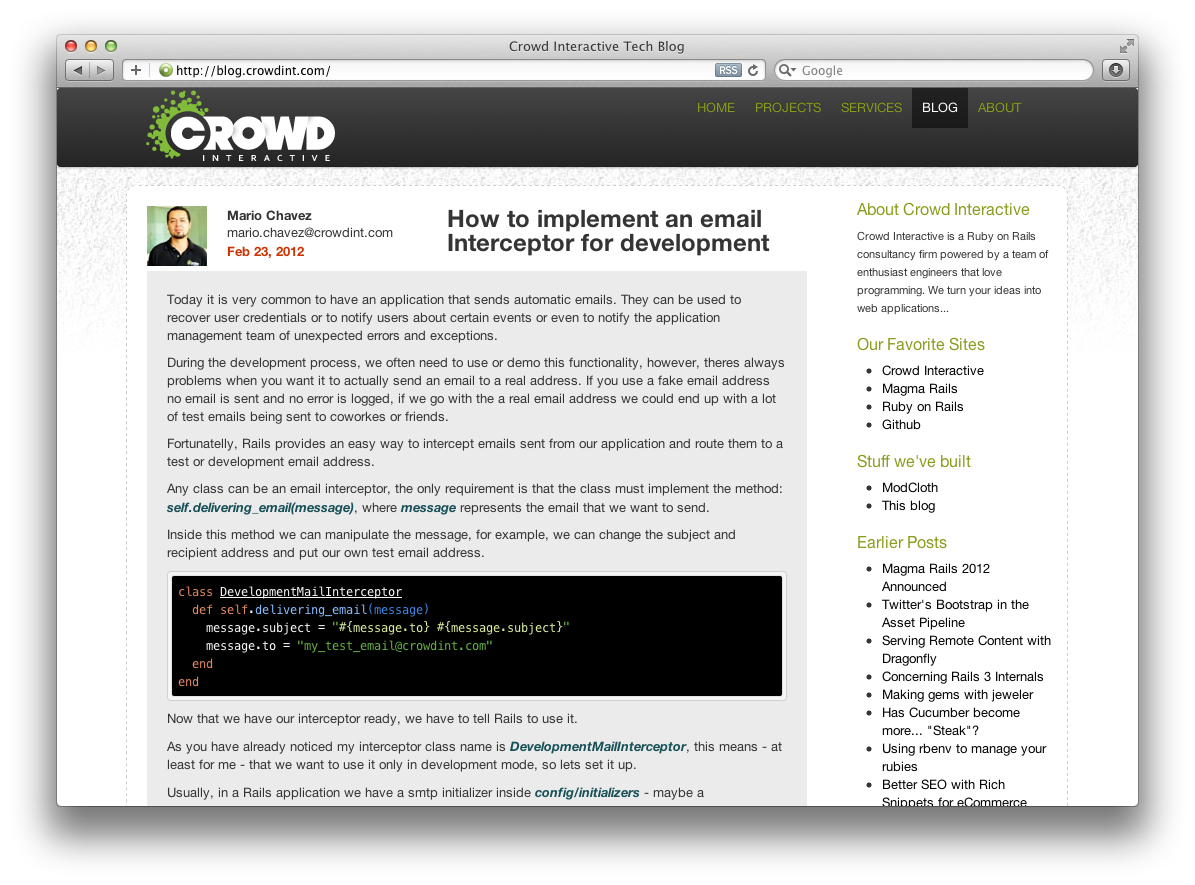 Crowd Interactive Tech Blog
http://blog.crowdint.com/
RSS
Google
CROWD
INTERACTIVE
HOME PROJECTS SERVICES BLOG ABOUT
Mario Chavez
mario.chavez@crowdint.com
Feb 23, 2012
How to implement an email
Interceptor for development
Today it is very common to have an application that sends automatic emails. They can be used to
recover user credentials or to notify users about certain events or even to notify the application
management team of unexpected errors and exceptions.
During the development process, we often need to use or demo this functionality, however, theres always
problems when you want it to actually send an email to a real address. If you use a fake email address
no email is sent and no error is logged, if we go with the a real email address we could end up with a lot
of test emails being sent to coworkes or friends.
Fortunatelly, Rails provides an easy way to intercept emails sent from our application and route them to a
test or development email address.
Any class can be an email interceptor, the only requirement is that the class must implement the method:
self.delivering_email(message), where message represents the email that we want to send.
Inside this method we can manipulate the message, for example, we can change the subject and
recipient address and put our own test email address.
class DevelopmentMailInterceptor
  def self.delivering_email(message)
    message.subject = "#{message.to} #{message.subject}"
    message.to = "my_test_email@crowdint.com"
  end
end
Now that we have our interceptor ready, we have to tell Rails to use it.
As you have already noticed my interceptor class name is DevelopmentMailInterceptor, this means - at
least for me - that we want to use it only in development mode, so lets set it up.
Usually, in a Rails application we have a smtp initializer inside config/initializers - maybe a
About Crowd Interactive
Crowd Interactive is a Ruby on Rails
consultancy firm powered by a team of
enthusiast engineers that love
programming. We turn your ideas into
web applications...
Our Favorite Sites
Crowd Interactive
Magma Rails
Ruby on Rails
Github
Stuff we've built
ModCloth
This blog
Earlier Posts
Magma Rails 2012
Announced
Twitter's Bootstrap in the
Asset Pipeline
Serving Remote Content with
Dragonfly
Concerning Rails 3 Internals
Making gems with jeweler
Has Cucumber become
more... "Steak"?
Using rbenv to manage your
rubies
Better SEO with Rich
Snippets for eCommerce